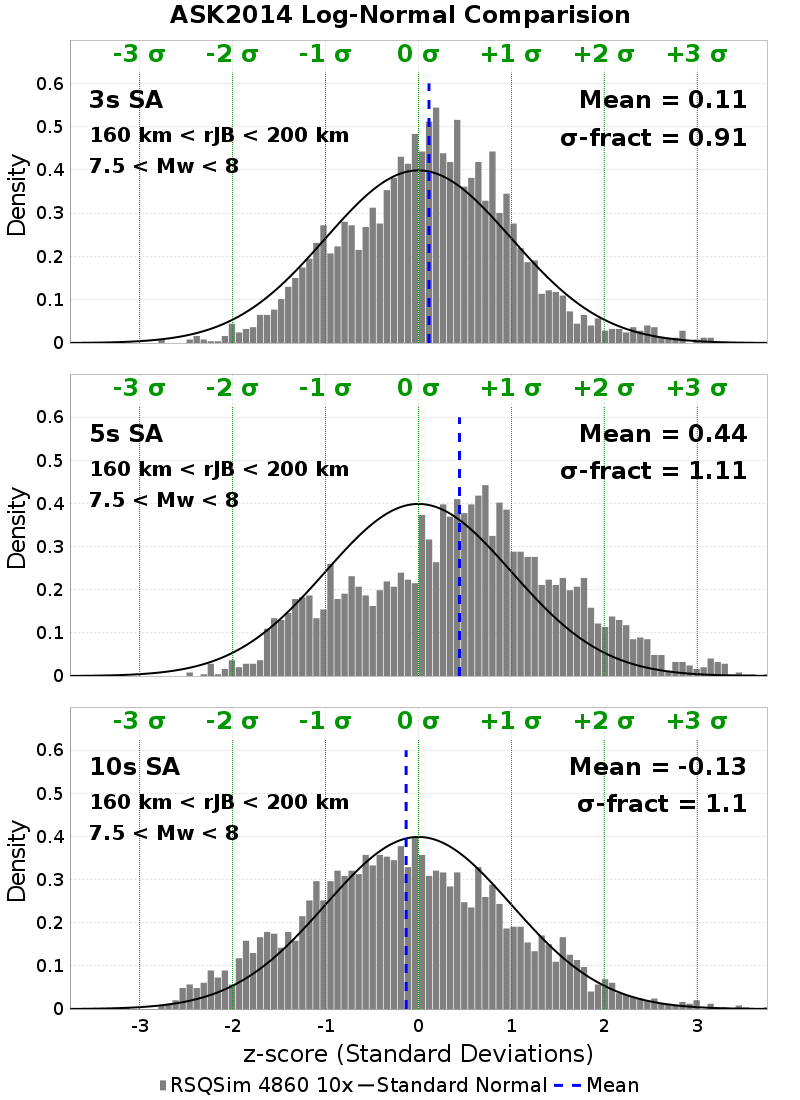 ASK2014 Log-Normal Comparision
-3 σ -2 σ -1 σ 0 σ +1 σ +2 σ +3 σ
0.6
3s SA Mean = 0.11
0.5
160 km < rJB < 200 km σ-fract = 0.91
7.5 < Mw < 8
0.4
Density
0.3
0.2
0.1
0
-3 σ -2 σ -1 σ 0 σ +1 σ +2 σ +3 σ
0.6
5s SA Mean = 0.44
0.5
160 km < rJB < 200 km σ-fract = 1.11
7.5 < Mw < 8
0.4
Density
0.3
0.2
0.1
0
-3 σ -2 σ -1 σ 0 σ +1 σ +2 σ +3 σ
0.6
10s SA Mean = -0.13
0.5
160 km < rJB < 200 km σ-fract = 1.1
7.5 < Mw < 8
0.4
Density
0.3
0.2
0.1
0
-3 -2 -1 0 1 2 3
z-score (Standard Deviations)
RSQSim 4860 10x Standard Normal Mean